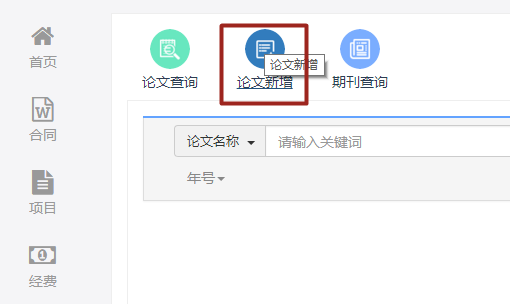 首页
合同
项目
经费
论文查询
论文新增
期刊查询
论文新增
论文名称
请输入关键词
年号